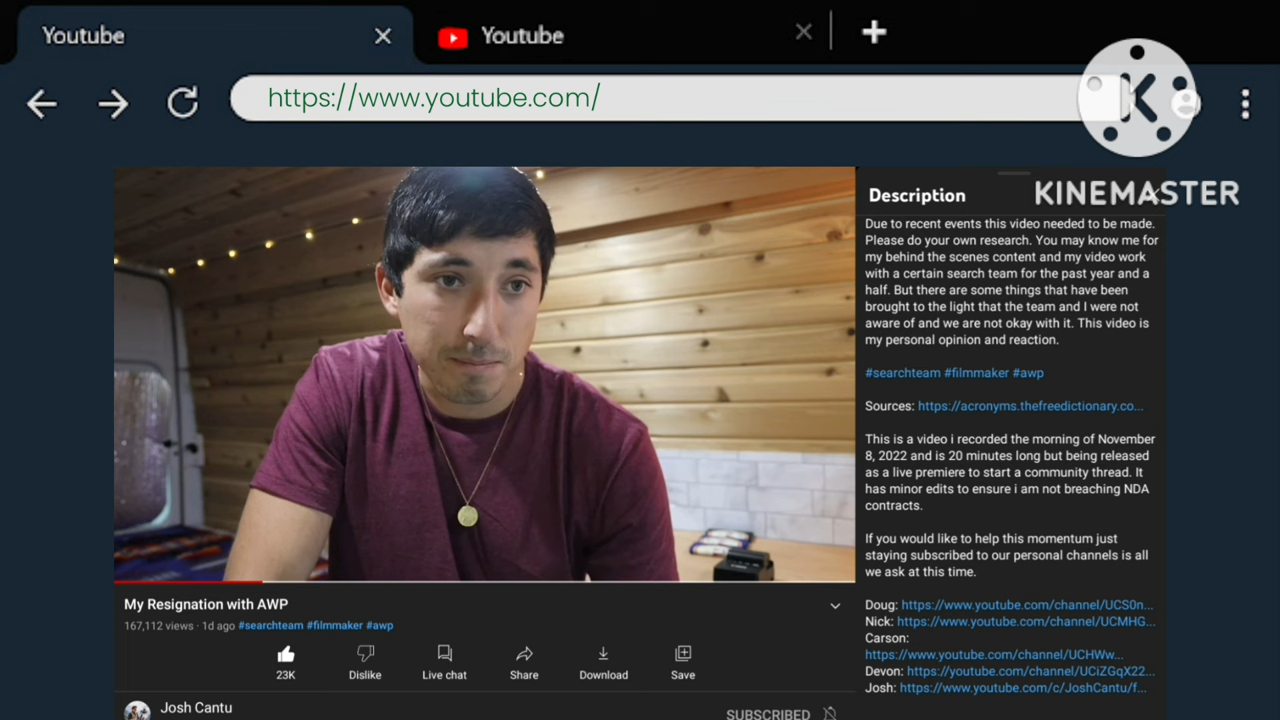 Youtube
Youtube
https://www.youtube.com/
KINEMASTER
Description
Due to recent events this video needed to be made.
Please do your own research. You may know me for
my behind the scenes content and my video work
with a certain search team for the past year and a
half. But there are some things that have been
brought to the light that the team and I were not
aware of and we are not okay with it. This video is
my personal opinion and reaction.
#searchteam #filmmaker #awp
Sources: https://acronyms.thefreedictionary.co...
This is a video i recorded the morning of November
8, 2022 and is 20 minutes long but being released
as a live premiere to start a community thread. It
has minor edits to ensure i am not breaching NDA
contracts.
If you would like to help this momentum just
staying subscribed to our personal channels is all
we ask at this time.
Doug: https://www.youtube.com/channel/UCS0n...
Nick: https://www.youtube.com/channel/UCMHG...
Carson:
https://www.youtube.com/channel/UCHWw...
Devon: https://youtube.com/channel/UCiZGqX22...
Josh: https://www.youtube.com/c/JoshCantu/f...
My Resignation with AWP
167,112 views · 1d ago #searchteam #filmmaker #awp
23K
Dislike
Live chat
Share
Download
Save
Josh Cantu
SUBSCRIBED